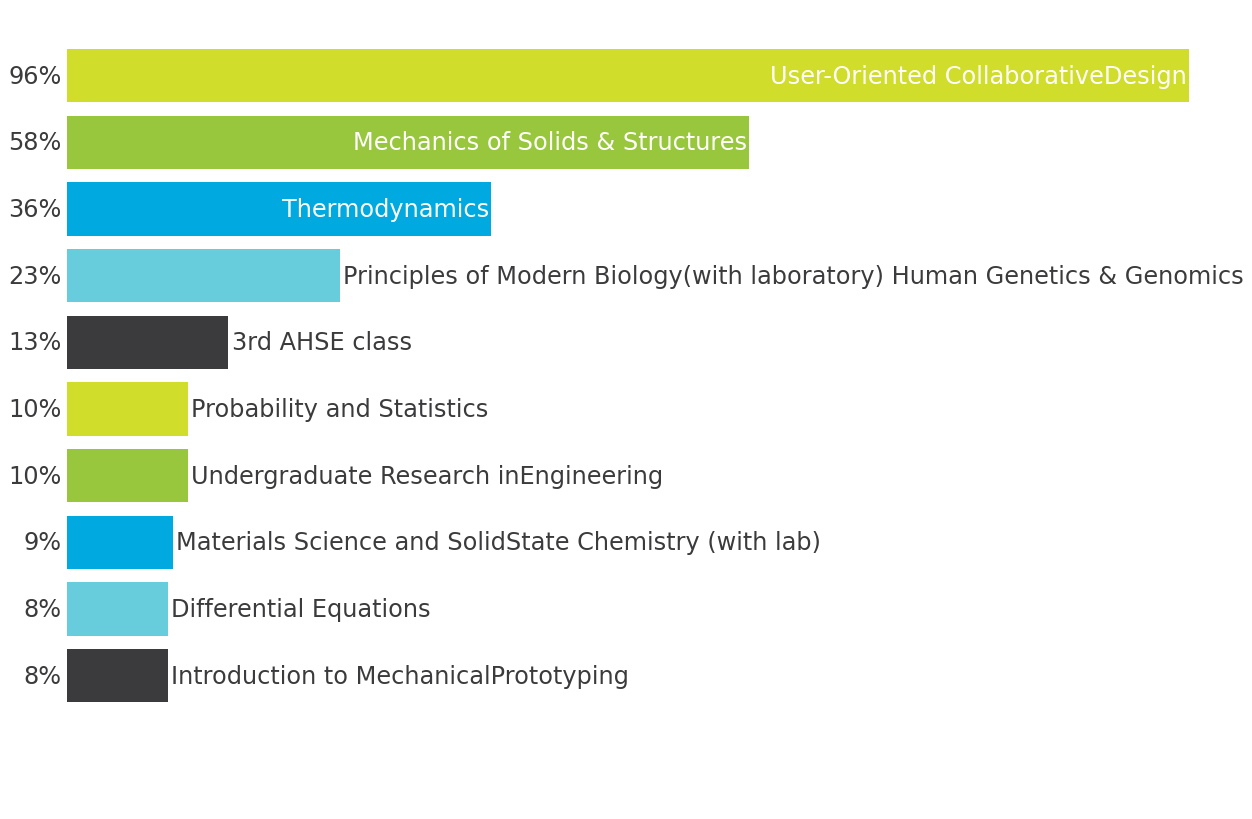 96% User-Oriented CollaborativeDesign
58% Mechanics of Solids & Structures
36% Thermodynamics
23% Principles of Modern Biology(with laboratory) Human Genetics & Genomics
13% 3rd AHSE class
10% Probability and Statistics
10% Undergraduate Research inEngineering
9% Materials Science and SolidState Chemistry (with lab)
8% Differential Equations
8% Introduction to MechanicalPrototyping